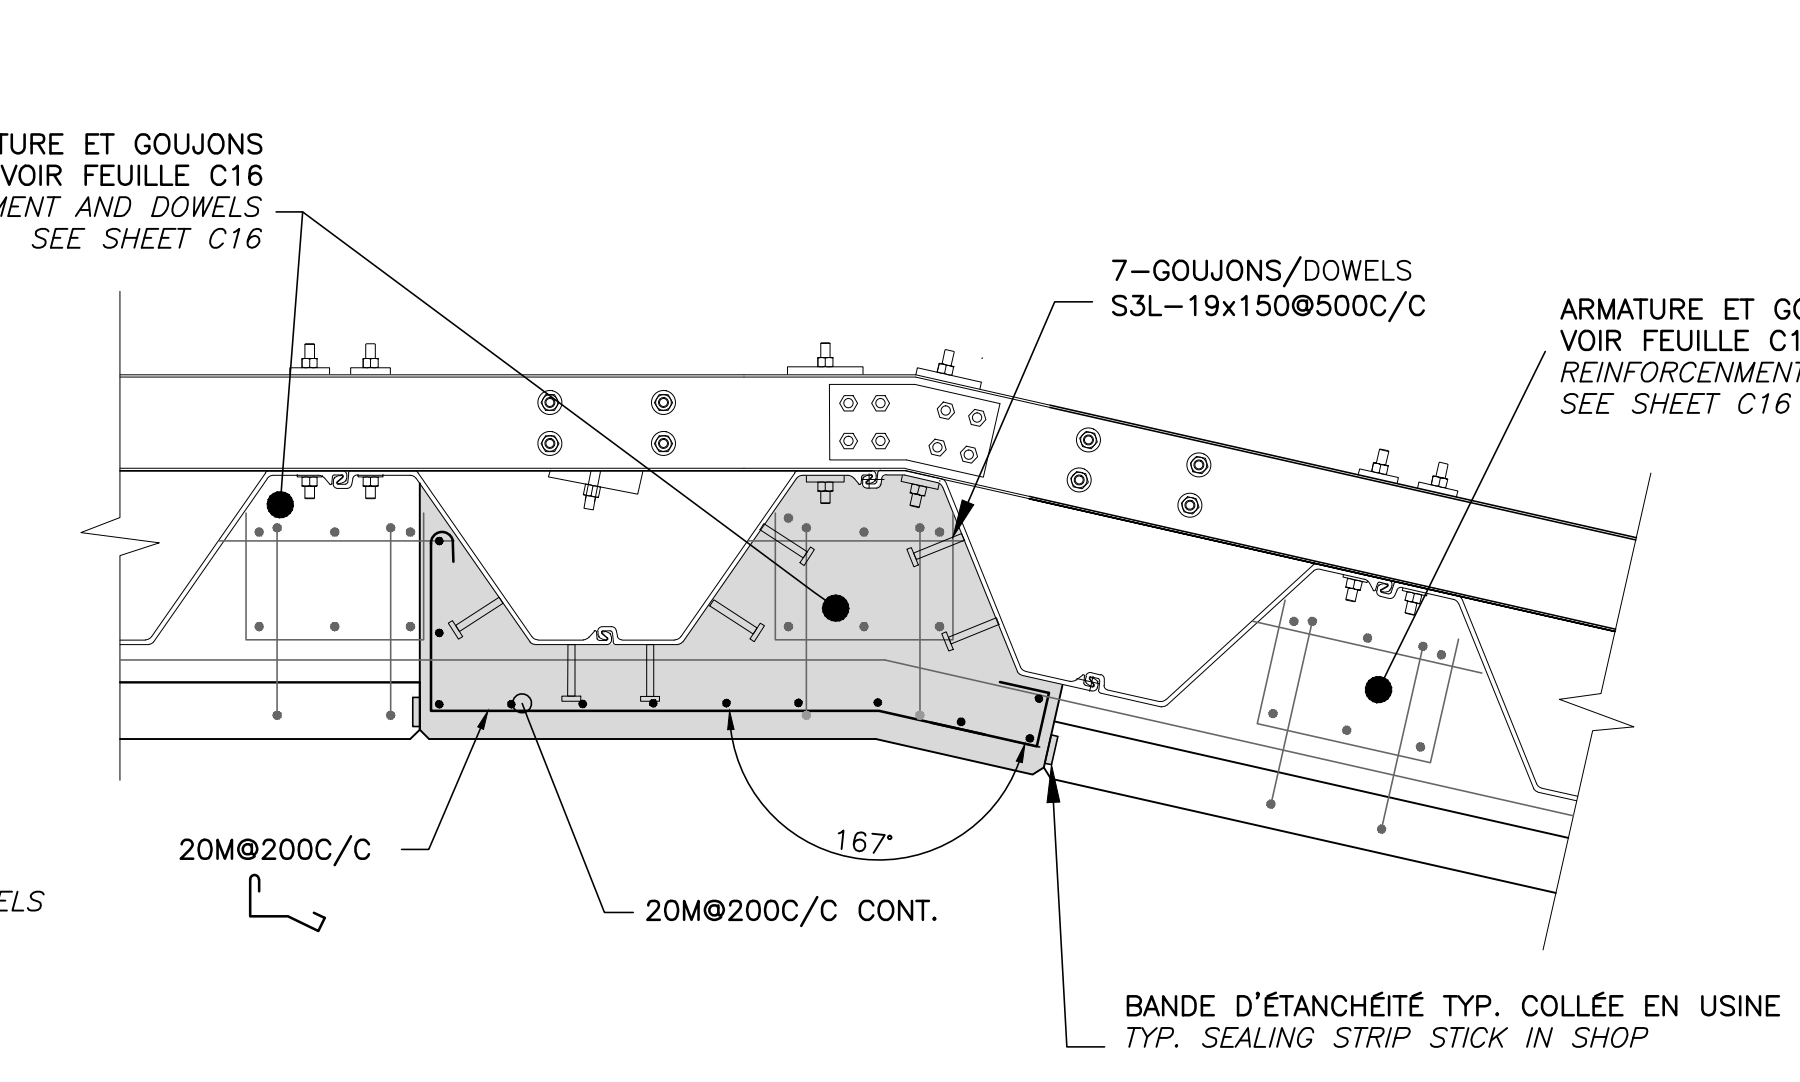 TURE ET GOUJONS
VOIR FEUILLE C16
MENT AND DOWELS
SEE SHEET C16
7-GOUJONS/DOWELS
S3L-19x150@500C/C
ARMATURE ET GO
VOIR FEUILLE C1
REINFORCENMENT
SEE SHEET C16
167°
20M@200C/C
ELS
20M@200C/C CONT.
BANDE D'ÉTANCHÉITÉ TYP. COLLÉE EN USINE
TYP. SEALING STRIP STICK IN SHOP